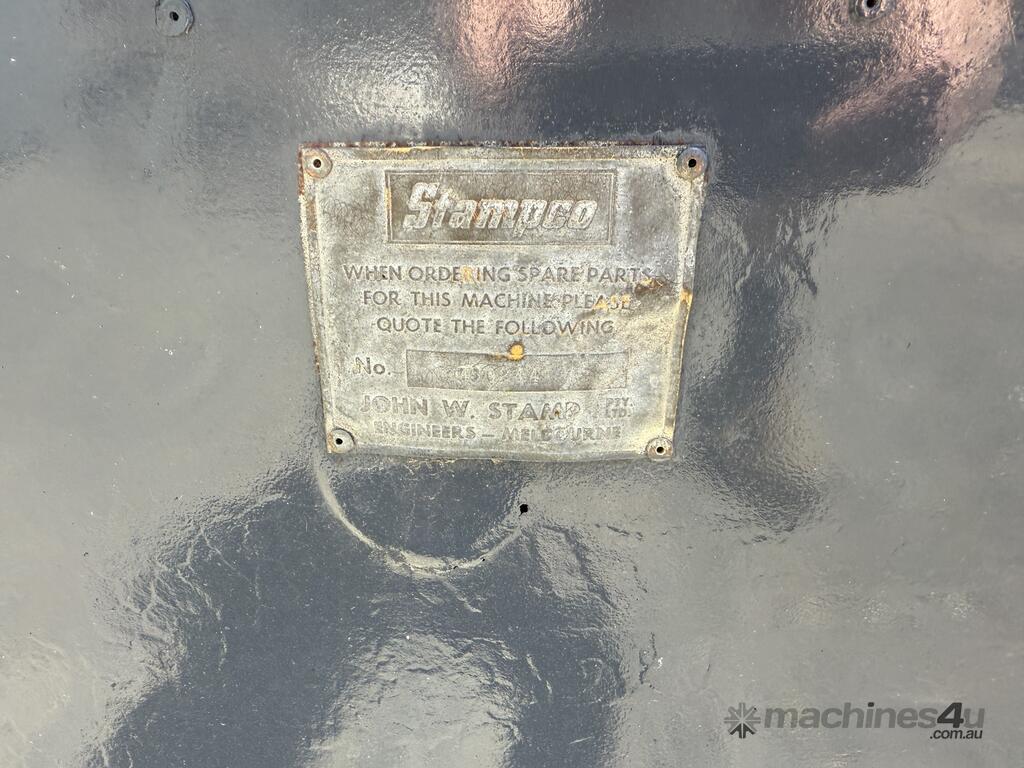 Stampco
WHEN ORDERING SPARE PARTS
FOR THIS MACHINE PLEASE
QUOTE THE FOLLOWING
No.
JOHN W. STAMP PTY. LTD.
ENGINEERS – MELBOURNE
machines4u
.com.au